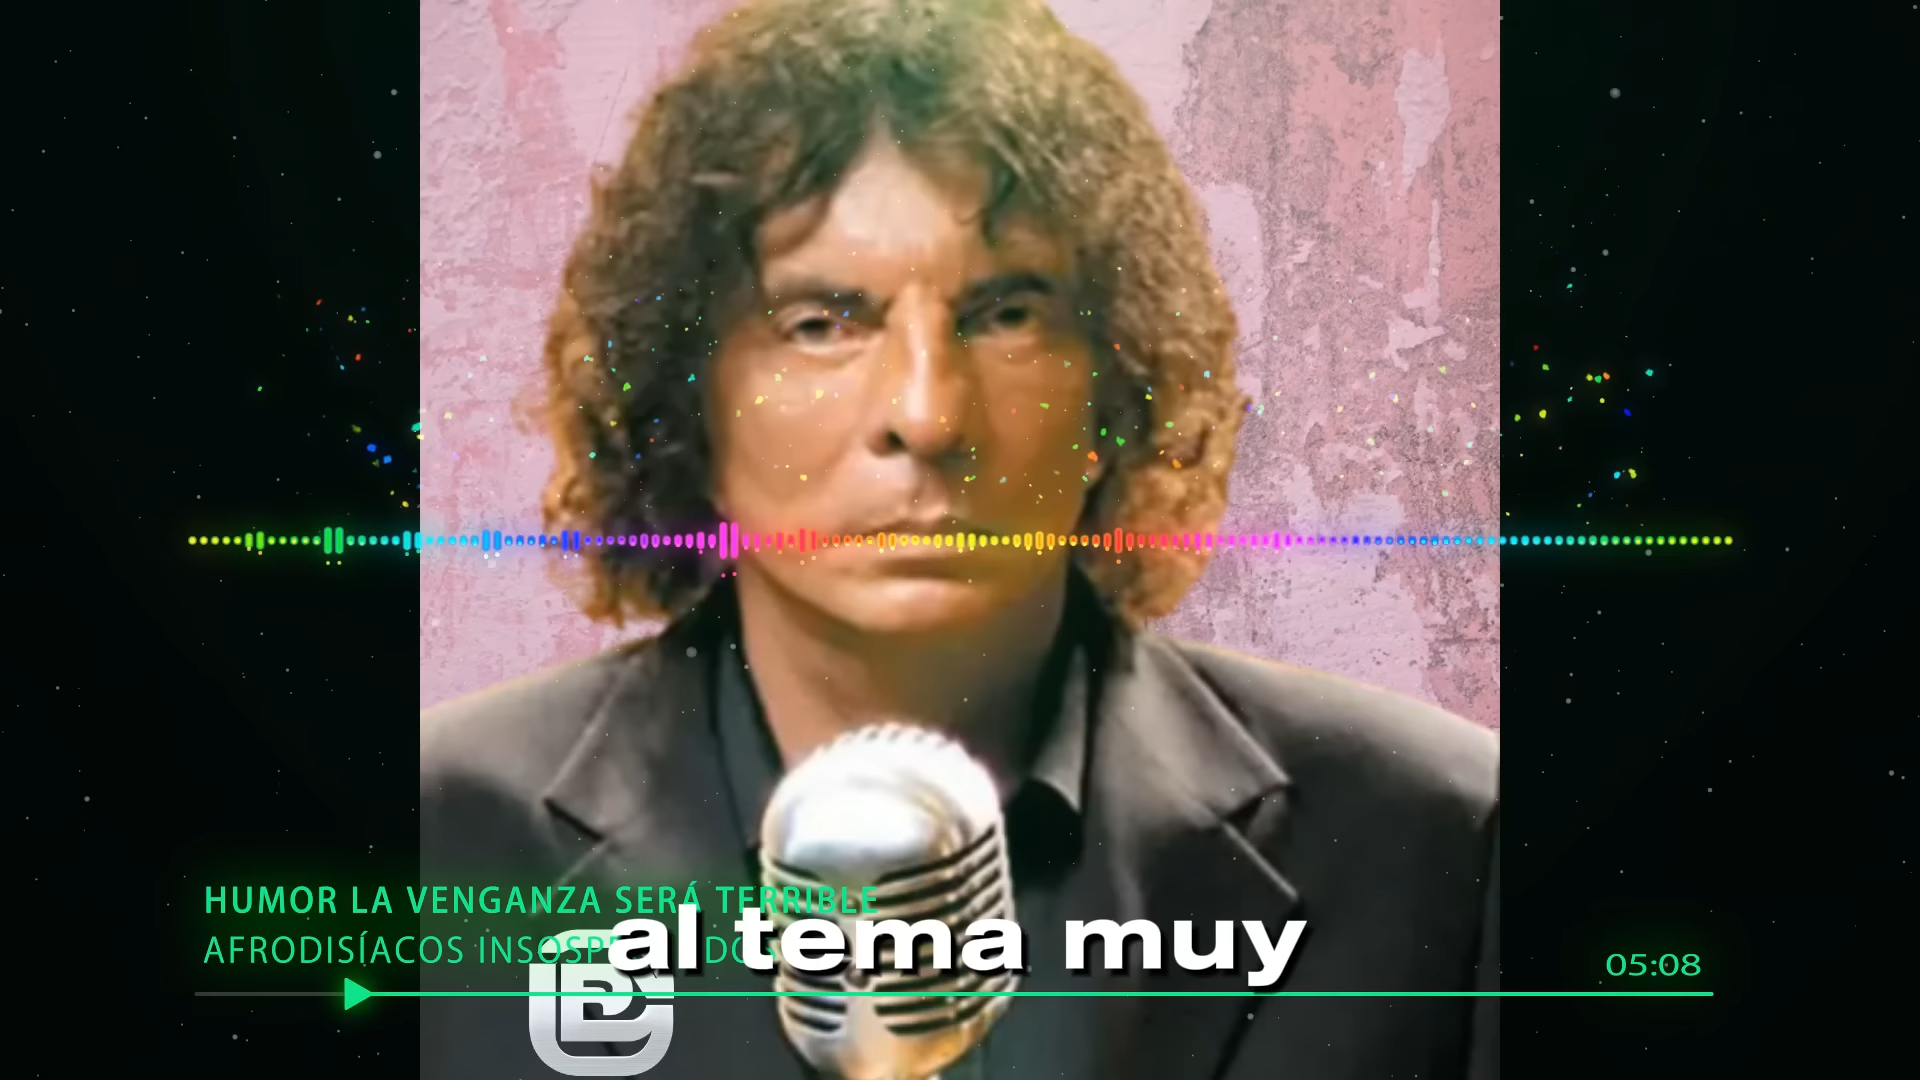 HUMOR LA VENGANZA SERÁ TERRIBLE
AFRODISÍACOS
al tema muy
05:08